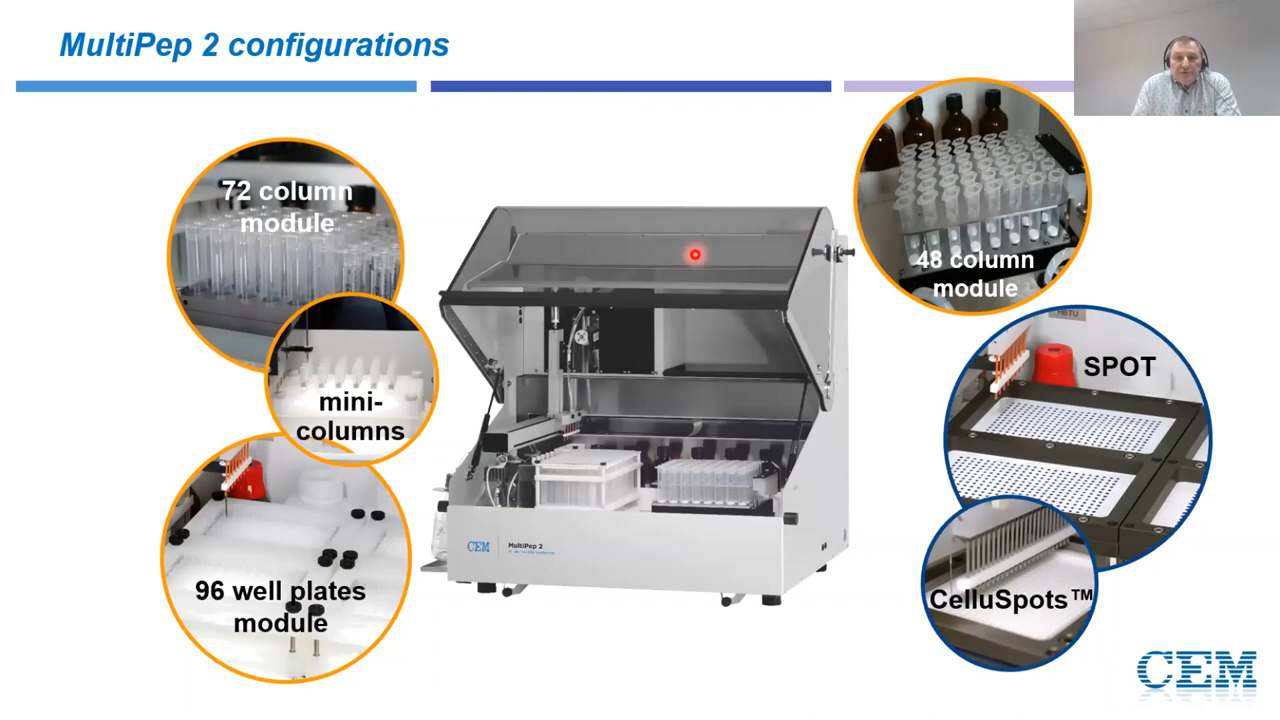 MultiPep 2 configurations
72 column
module
mini-
columns
96 well plates
module
CEM
MultiPep 2
48 column
module
HBTU
SPOT
CelluSpots™
CEM